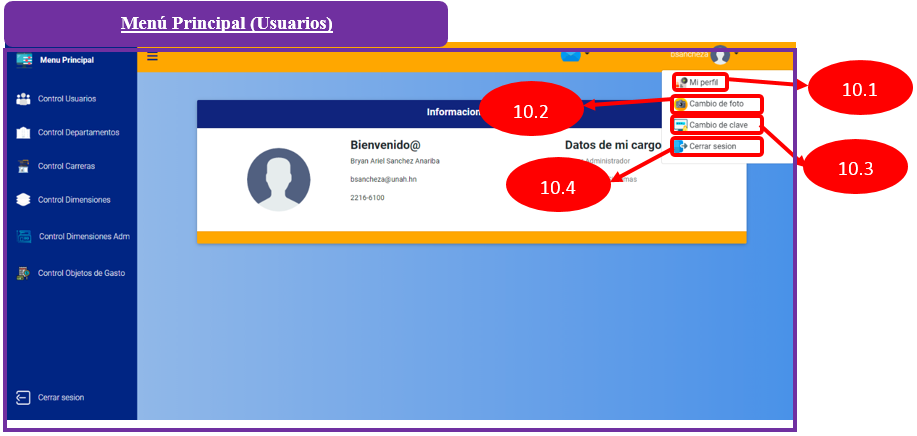 Menú Principal (Usuarios)
Menu Principal
bsancheza
Mi perfil
10.1
Control Usuarios
Cambio de foto
10.2
Informacion
Control Departamentos
Cambio de clave
Bienvenido@
Datos de mi cargo
Cerrar sesion
Control Carreras
Bryan Ariel Sanchez Anariba
Administrador
10.3
bsancheza@unah.hn
10.4
Control Dimensiones
2216-6100
Control Dimensiones Adm
Control Objetos de Gasto
Cerrar sesion